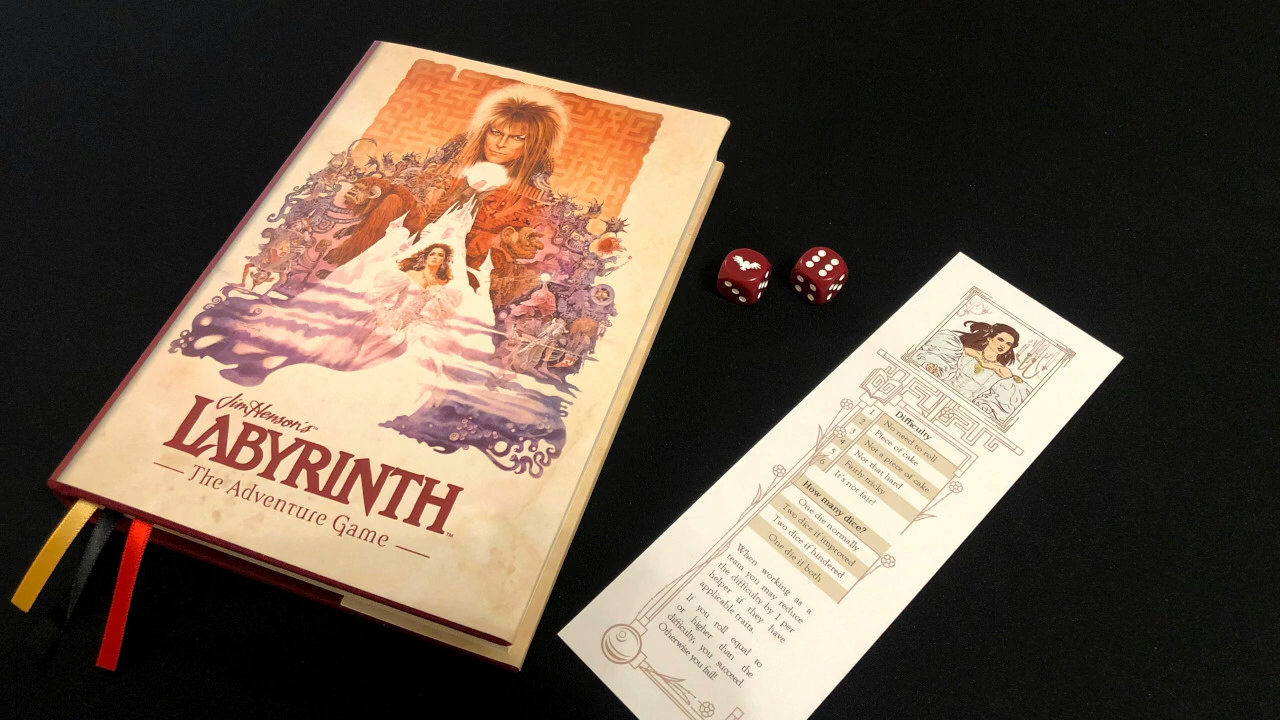 Jim Henson's™
LABYRINTH™
The Adventure Game
Difficulty
1 No need to roll
2 Piece of cake
3 Not a piece of cake
4 Not that hard
5 Fairly tricky
6 It's not fair!
How many dice?
One die normally
Two dice if improved
Two dice if hindered
One die if both
When working as a
team you may reduce
the difficulty by 1 per
helper if they have
applicable traits.
If you roll equal to
or higher than the
difficulty, you succeed.
Otherwise you fail!